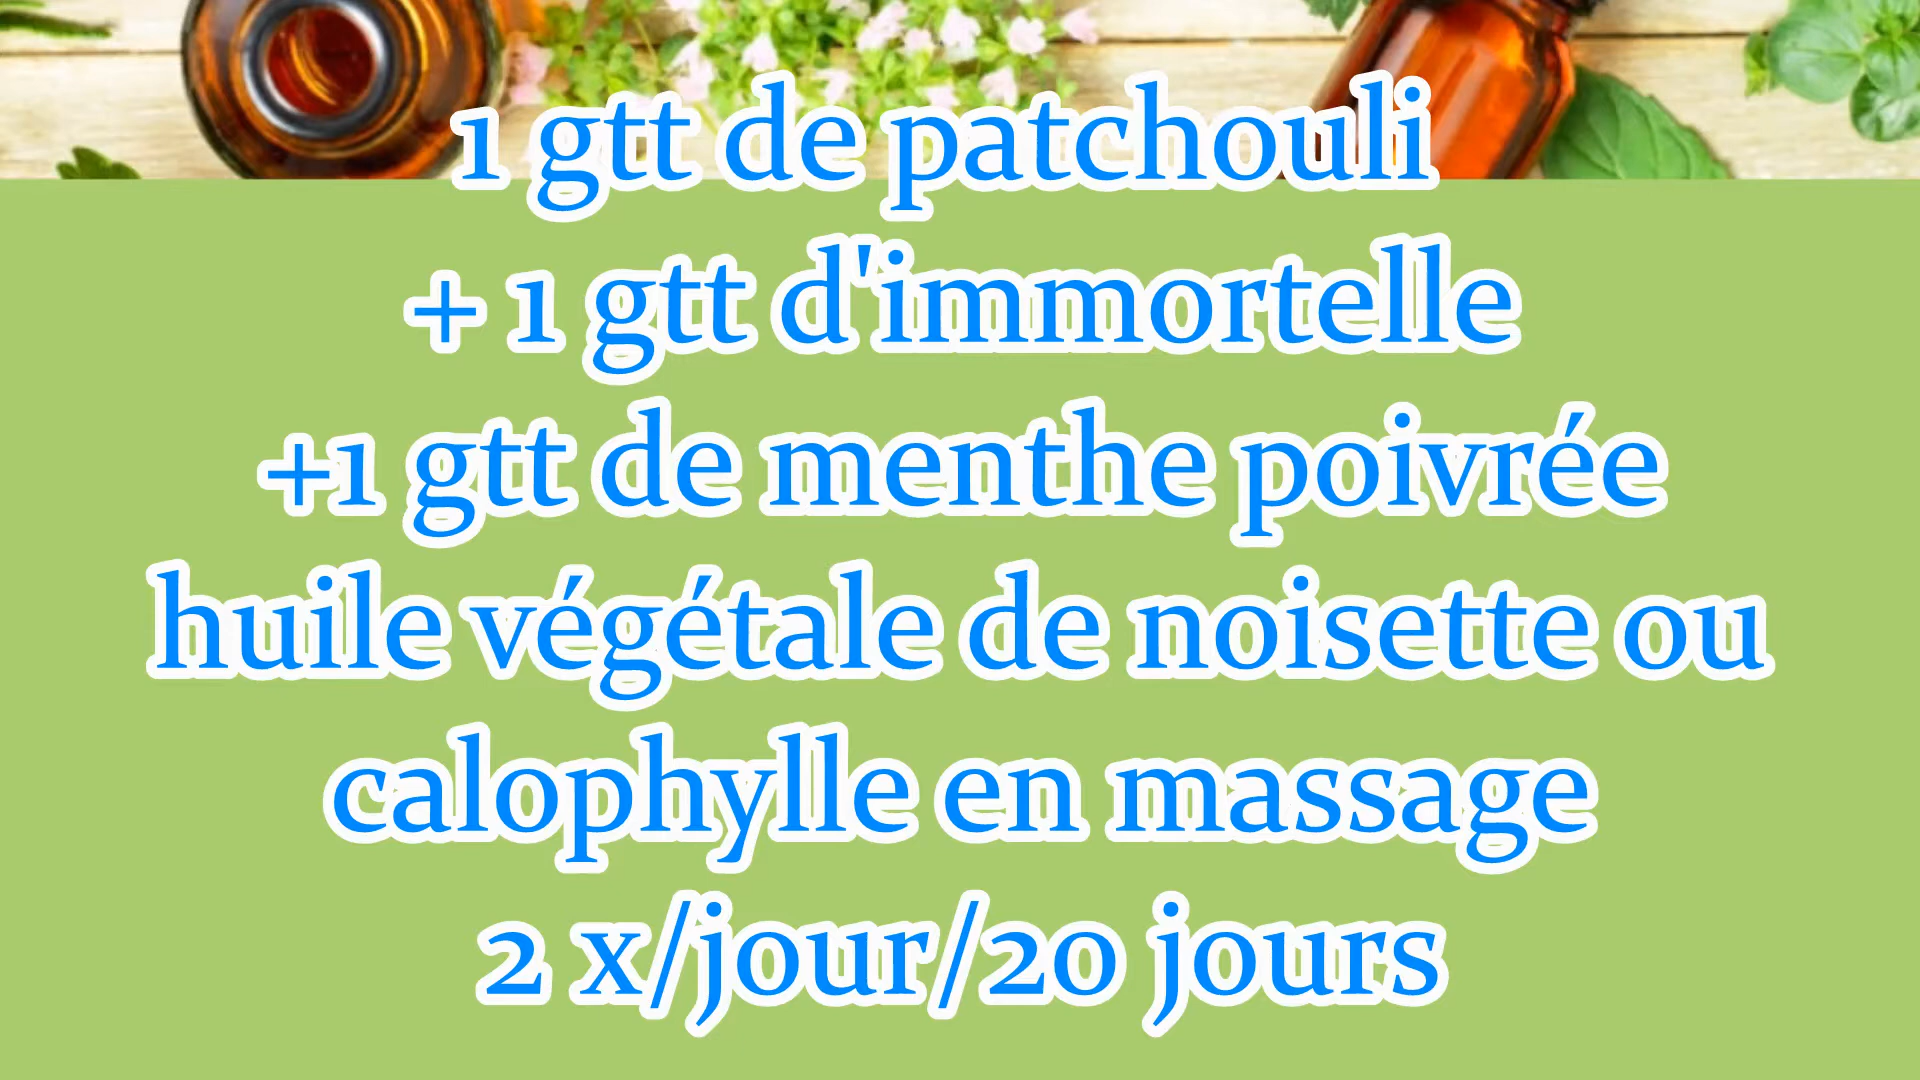 1 gtt de patchouli
+ 1 gtt d'immortelle
+1 gtt de menthe poivrée
huile végétale de noisette ou
calophylle en massage
2 x/jour/20 jours